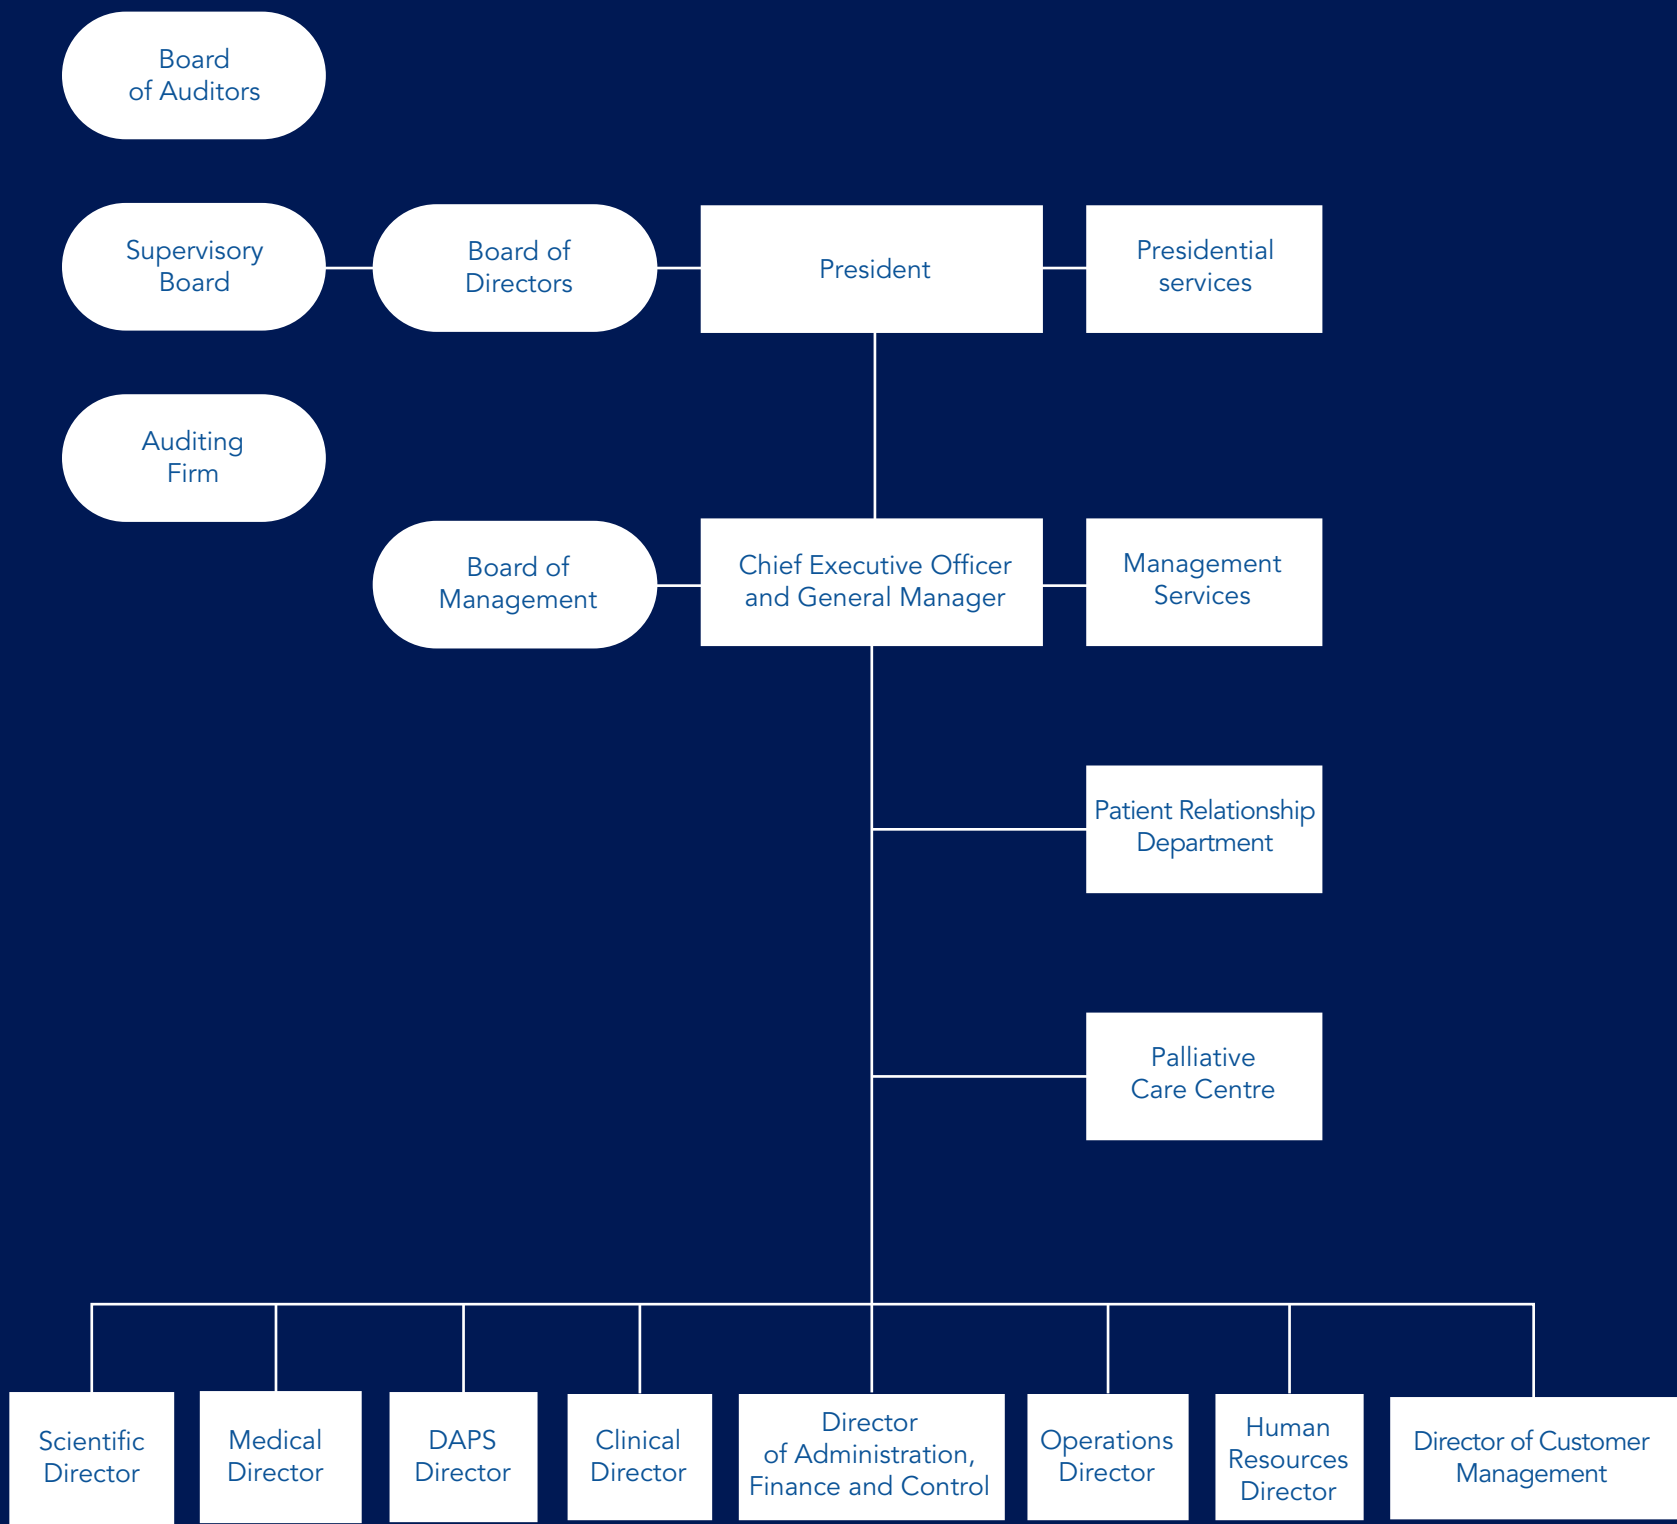 Board
of Auditors
Supervisory
Board
Board of
Directors
President
Presidential
services
Auditing
Firm
Board of
Management
Chief Executive Officer
and General Manager
Management
Services
Patient Relationship
Department
Palliative
Care Centre
Scientific
Director
Medical
Director
DAPS
Director
Clinical
Director
Director
of Administration,
Finance and Control
Operations
Director
Human
Resources
Director
Director of Customer
Management